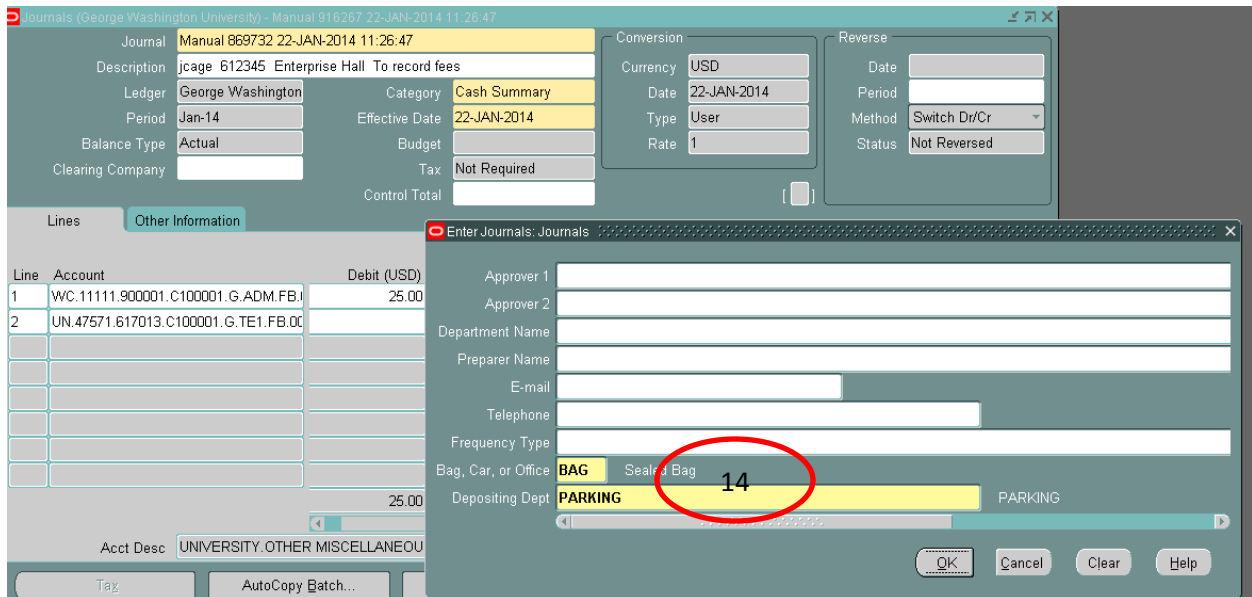 Journals (George Washington University) - Manual 916267 22-JAN-2014 11:26:47
Journal Manual 869732 22-JAN-2014 11:26:47
Description jcage 612345 Enterprise Hall To record fees
Ledger George Washington Category Cash Summary
Period Jan-14 Effective Date 22-JAN-2014
Balance Type Actual Budget
Clearing Company Tax Not Required
Control Total
Conversion
Currency USD
Date 22-JAN-2014
Type User
Rate 1
[ ]
Reverse
Date
Period
Method Switch Dr/Cr
Status Not Reversed
Lines Other Information
Line Account Debit (USD)
1 WC.11111.900001.C100001.G.ADM.FB.( 25.00
2 UN.47571.617013.C100001.G.TE1.FB.00
25.00
Acct Desc UNIVERSITY.OTHER MISCELLANEOU
Tax AutoCopy Batch...
Enter Journals: Journals
Approver 1
Approver 2
Department Name
Preparer Name
E-mail
Telephone
Frequency Type
Bag, Car, or Office BAG Sealed Bag
14
Depositing Dept PARKING PARKING
OK Cancel Clear Help